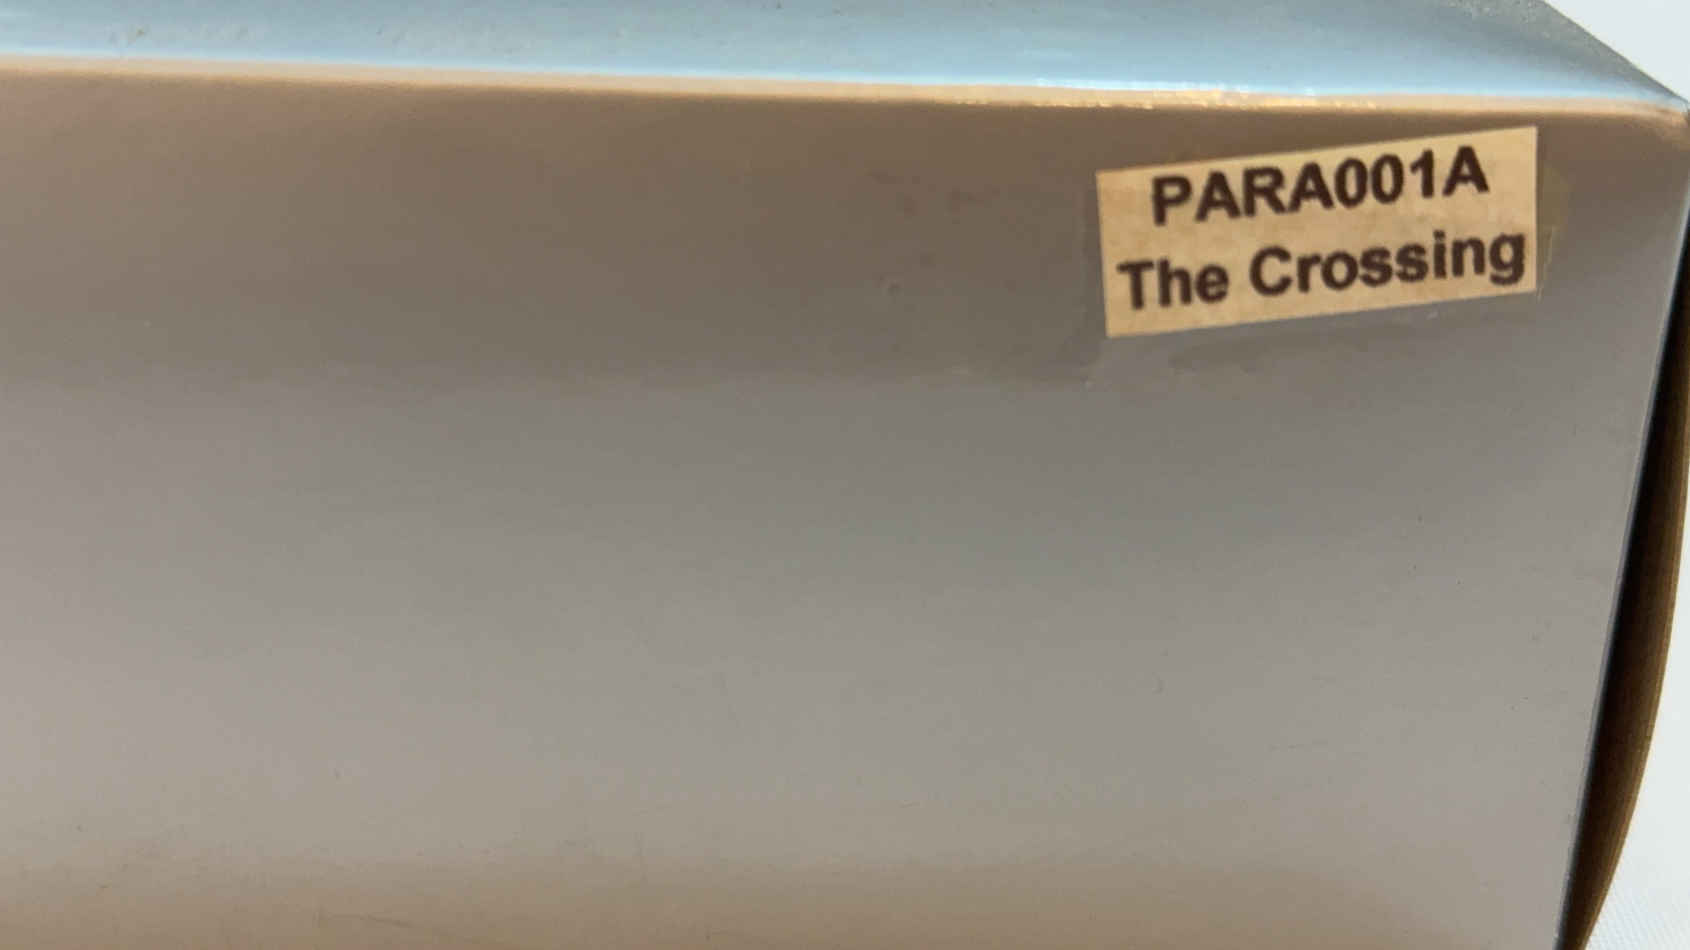 PARA001A
The Crossing